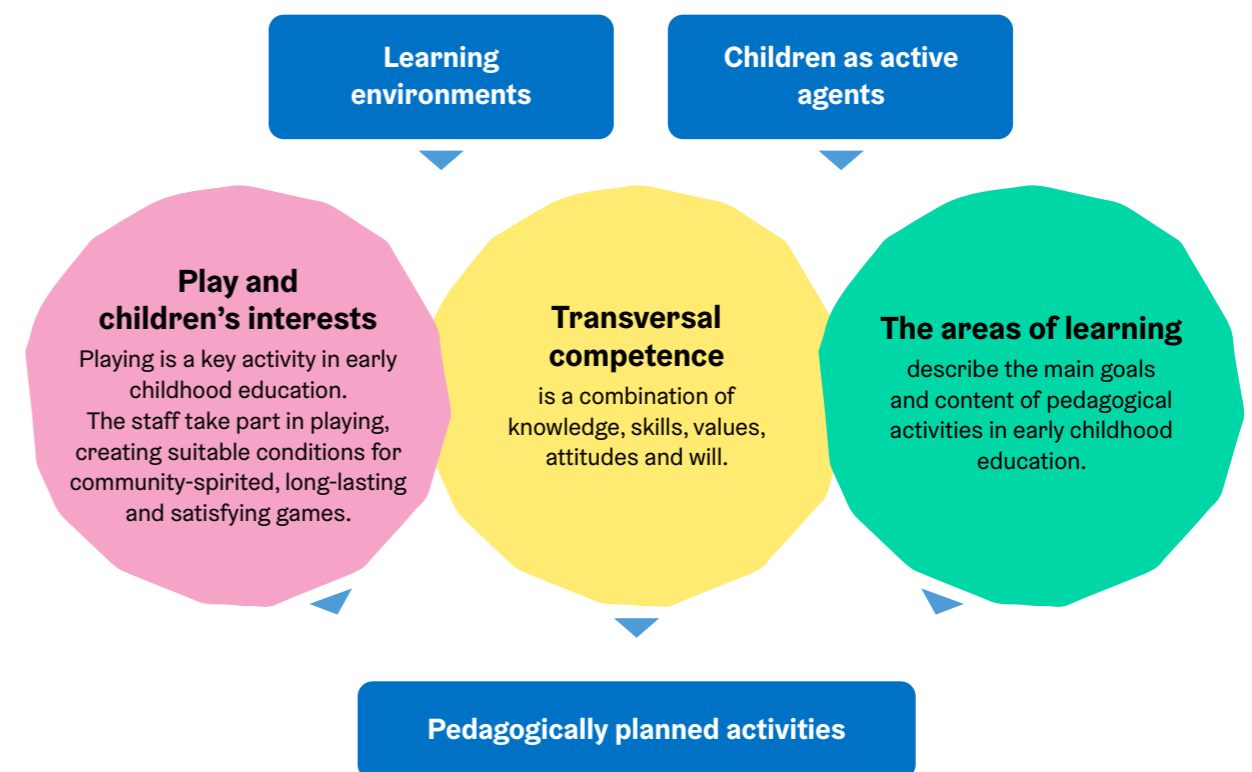 Learning
environments
Children as active
agents
Play and
children's interests
Playing is a key activity in early
childhood education.
The staff take part in playing,
creating suitable conditions for
community-spirited, long-lasting
and satisfying games.
Transversal
competence
is a combination of
knowledge, skills, values,
attitudes and will.
The areas of learning
describe the main goals
and content of pedagogical
activities in early childhood
education.
Pedagogically planned activities